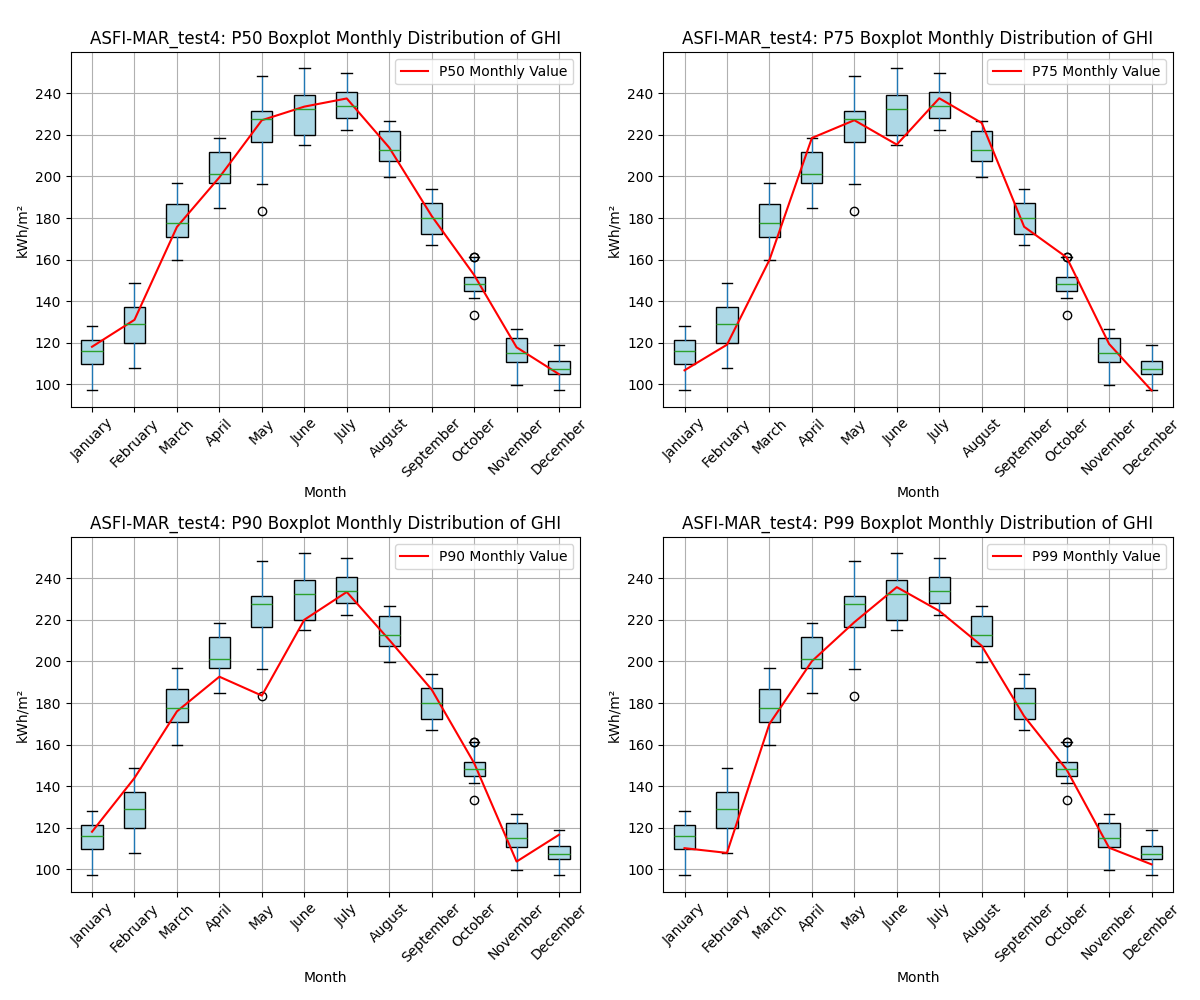 ASFI-MAR_test4: P50 Boxplot Monthly Distribution of GHI
P50 Monthly Value
kWh/m²
240
220
200
180
160
140
120
100
January
February
March
April
May
June
July
August
September
October
November
December
Month
ASFI-MAR_test4: P75 Boxplot Monthly Distribution of GHI
P75 Monthly Value
kWh/m²
240
220
200
180
160
140
120
100
January
February
March
April
May
June
July
August
September
October
November
December
Month
ASFI-MAR_test4: P90 Boxplot Monthly Distribution of GHI
P90 Monthly Value
kWh/m²
240
220
200
180
160
140
120
100
January
February
March
April
May
June
July
August
September
October
November
December
Month
ASFI-MAR_test4: P99 Boxplot Monthly Distribution of GHI
P99 Monthly Value
kWh/m²
240
220
200
180
160
140
120
100
January
February
March
April
May
June
July
August
September
October
November
December
Month